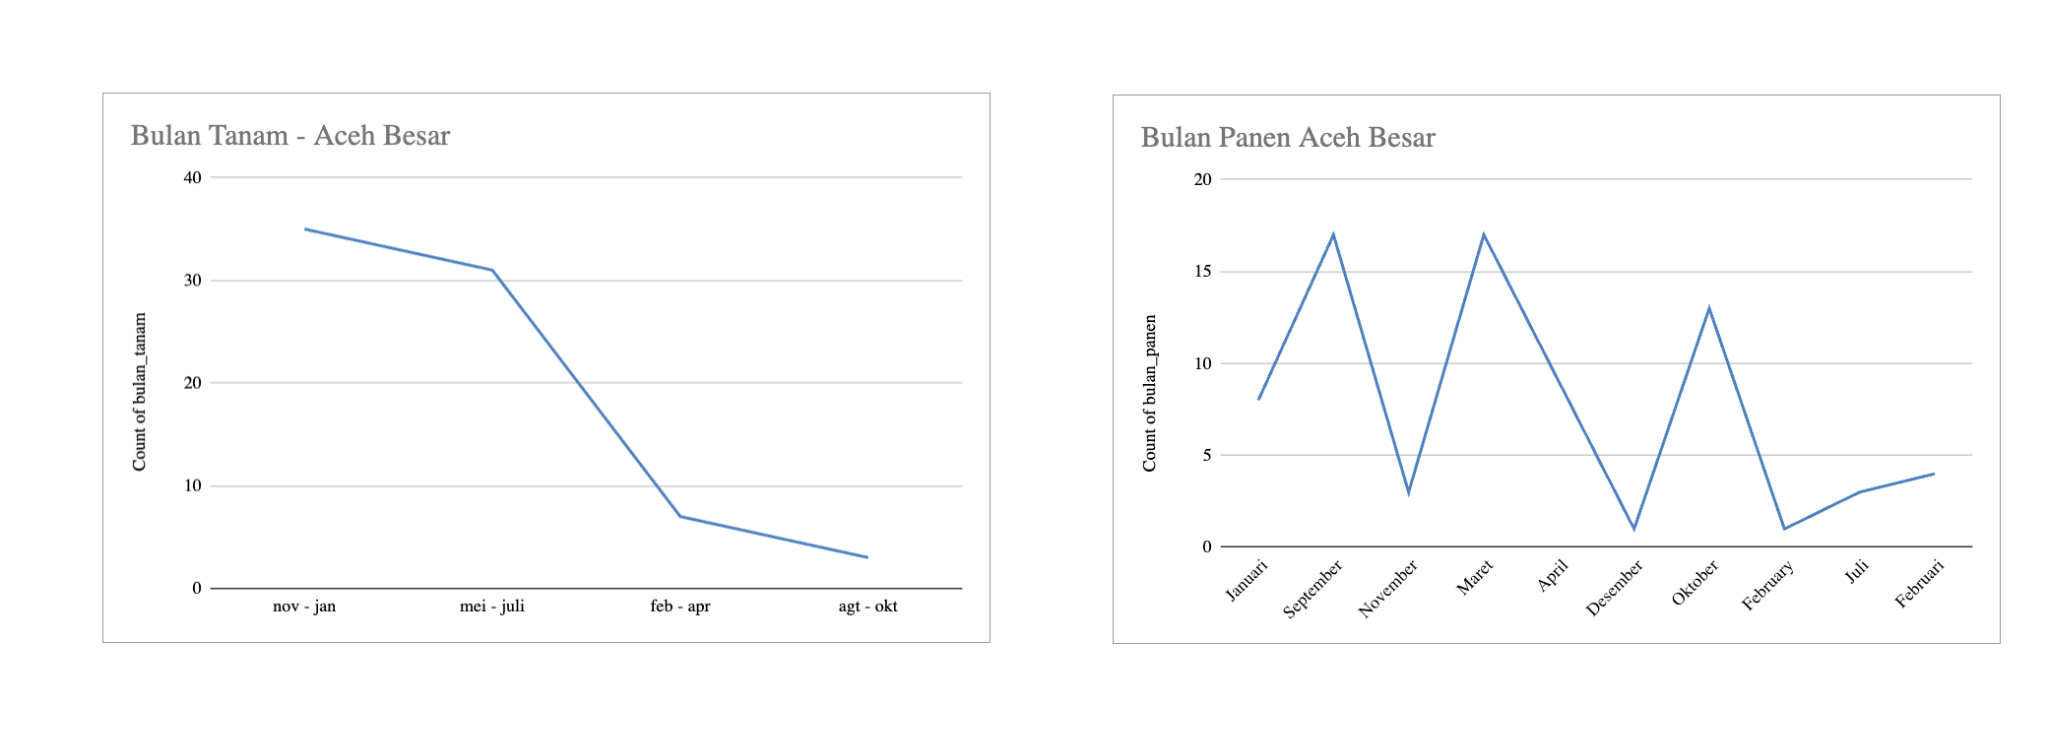 Bulan Tanam - Aceh Besar
40
30
20
10
0
Count of bulan_tanam
nov - jan
mei - juli
feb - apr
agt - okt
Bulan Panen Aceh Besar
20
15
10
5
0
Count of bulan_panen
Januari
September
November
Maret
April
Desember
Oktober
February
Juli
Februari